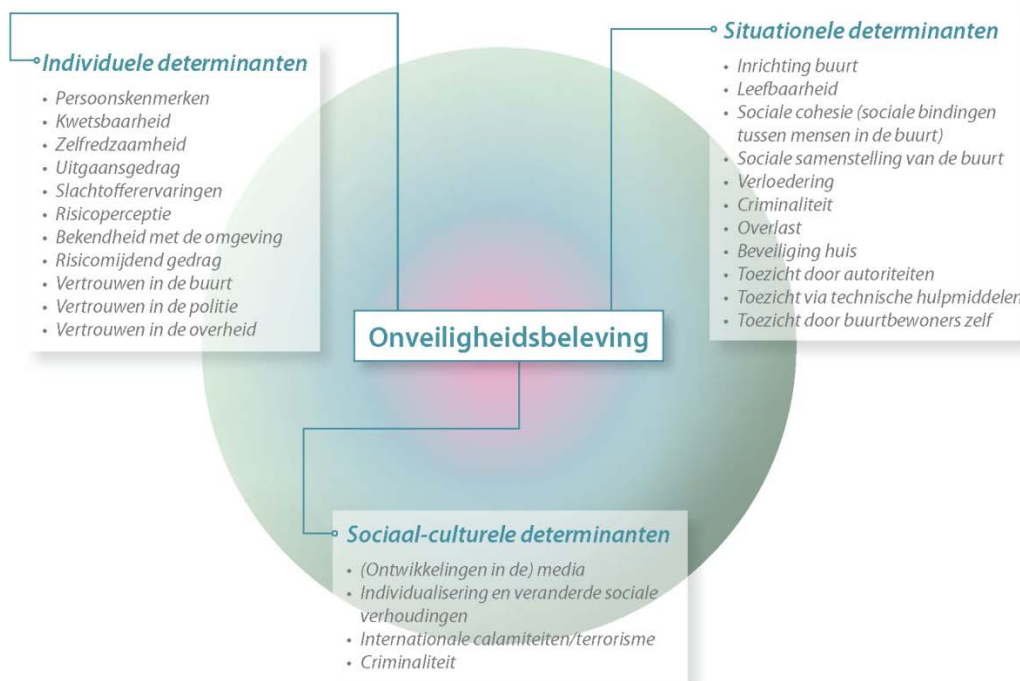 Individuele determinanten
• Persoonskenmerken
• Kwetsbaarheid
• Zelfredzaamheid
• Uitgaansgedrag
• Slachtofferervaringen
• Risicoperceptie
• Bekendheid met de omgeving
• Risicomijdend gedrag
• Vertrouwen in de buurt
• Vertrouwen in de politie
• Vertrouwen in de overheid
Situationele determinanten
• Inrichting buurt
• Leefbaarheid
• Sociale cohesie (sociale bindingen
tussen mensen in de buurt)
• Sociale samenstelling van de buurt
• Verloedering
• Criminaliteit
• Overlast
• Beveiliging huis
• Toezicht door autoriteiten
• Toezicht via technische hulpmiddelen
• Toezicht door buurtbewoners zelf
Onveiligheidsbeleving
Sociaal-culturele determinanten
• (Ontwikkelingen in de) media
• Individualisering en veranderde sociale
verhoudingen
• Internationale calamiteiten/terrorisme
• Criminaliteit